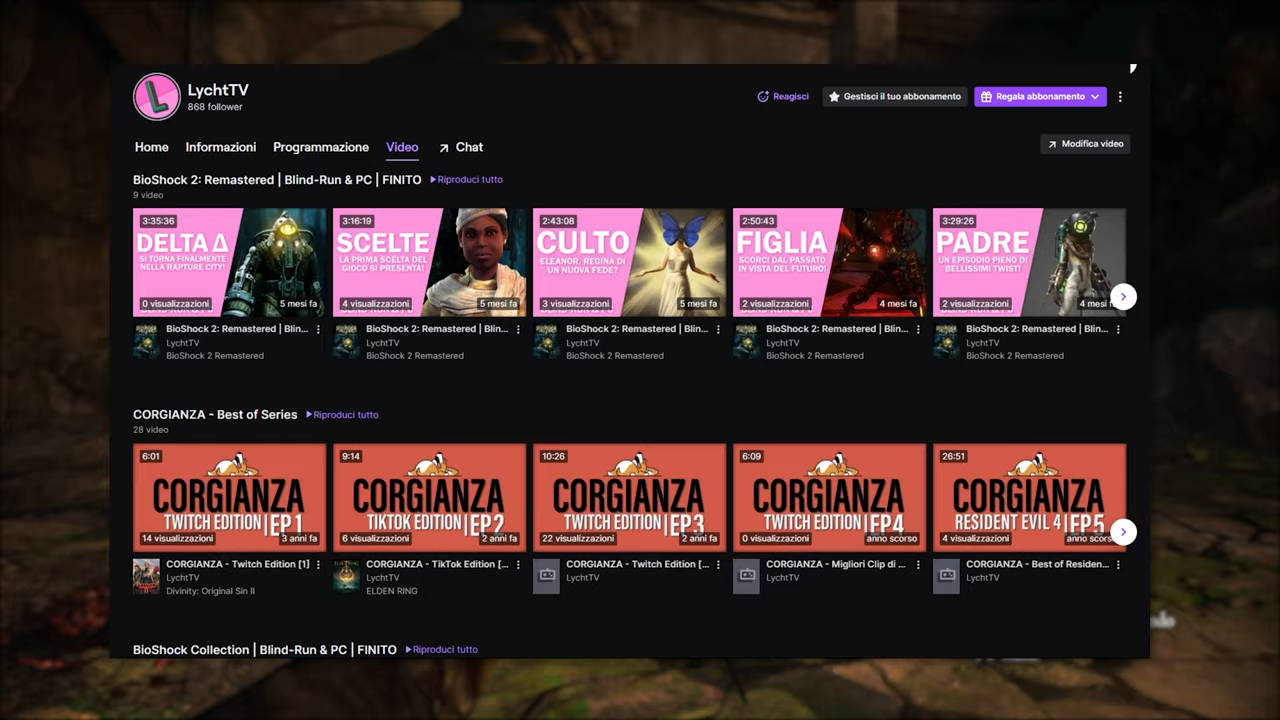 LychtTV
868 follower
Reagisci
Gestisci il tuo abbonamento
Regala abbonamento
Home
Informazioni
Programmazione
Video
Chat
Modifica video
BioShock 2: Remastered | Blind-Run & PC | FINITO
Riproduci tutto
9 video
3:35:36
DELTA Δ
SI TORNA FINALMENTE
NELLA RAPTURE CITY!
0 visualizzazioni
5 mesi fa
BioShock 2: Remastered | Blin...
LychtTV
BioShock 2 Remastered
3:16:19
SCELTE
LA PRIMA SCELTA DEL
GIOCO SI PRESENTA!
4 visualizzazioni
5 mesi fa
BioShock 2: Remastered | Blin...
LychtTV
BioShock 2 Remastered
2:43:08
CULTO
ELEANOR, REGINA DI
UN NUOVA FEDE?
3 visualizzazioni
5 mesi fa
BioShock 2: Remastered | Blin...
LychtTV
BioShock 2 Remastered
2:50:43
FIGLIA
SCORCI DAL PASSATO
IN VISTA DEL FUTURO!
2 visualizzazioni
4 mesi fa
BioShock 2: Remastered | Blin...
LychtTV
BioShock 2 Remastered
3:29:26
PADRE
UN EPISODIO PIENO DI
BELLISSIMI TWIST!
2 visualizzazioni
4 mesi
BioShock 2: Remastered | Blin...
LychtTV
BioShock 2 Remastered
CORGIANZA - Best of Series
Riproduci tutto
28 video
6:01
CORGIANZA
TWITCH EDITION|EP1
14 visualizzazioni
3 anni fa
CORGIANZA - Twitch Edition [1]
LychtTV
Divinity: Original Sin II
9:14
CORGIANZA
TIKTOK EDITION|EP2
6 visualizzazioni
2 anni fa
CORGIANZA - TikTok Edition [...
LychtTV
ELDEN RING
10:26
CORGIANZA
TWITCH EDITION|EP3
22 visualizzazioni
2 anni fa
CORGIANZA - Twitch Edition [...
LychtTV
6:09
CORGIANZA
TWITCH EDITION|EP4
0 visualizzazioni
anno scorso
CORGIANZA - Migliori Clip di ...
LychtTV
26:51
CORGIANZA
RESIDENT EVIL 4|EP5
4 visualizzazioni
anno scors
CORGIANZA - Best of Residen...
LychtTV
BioShock Collection | Blind-Run & PC | FINITO
Riproduci tutto